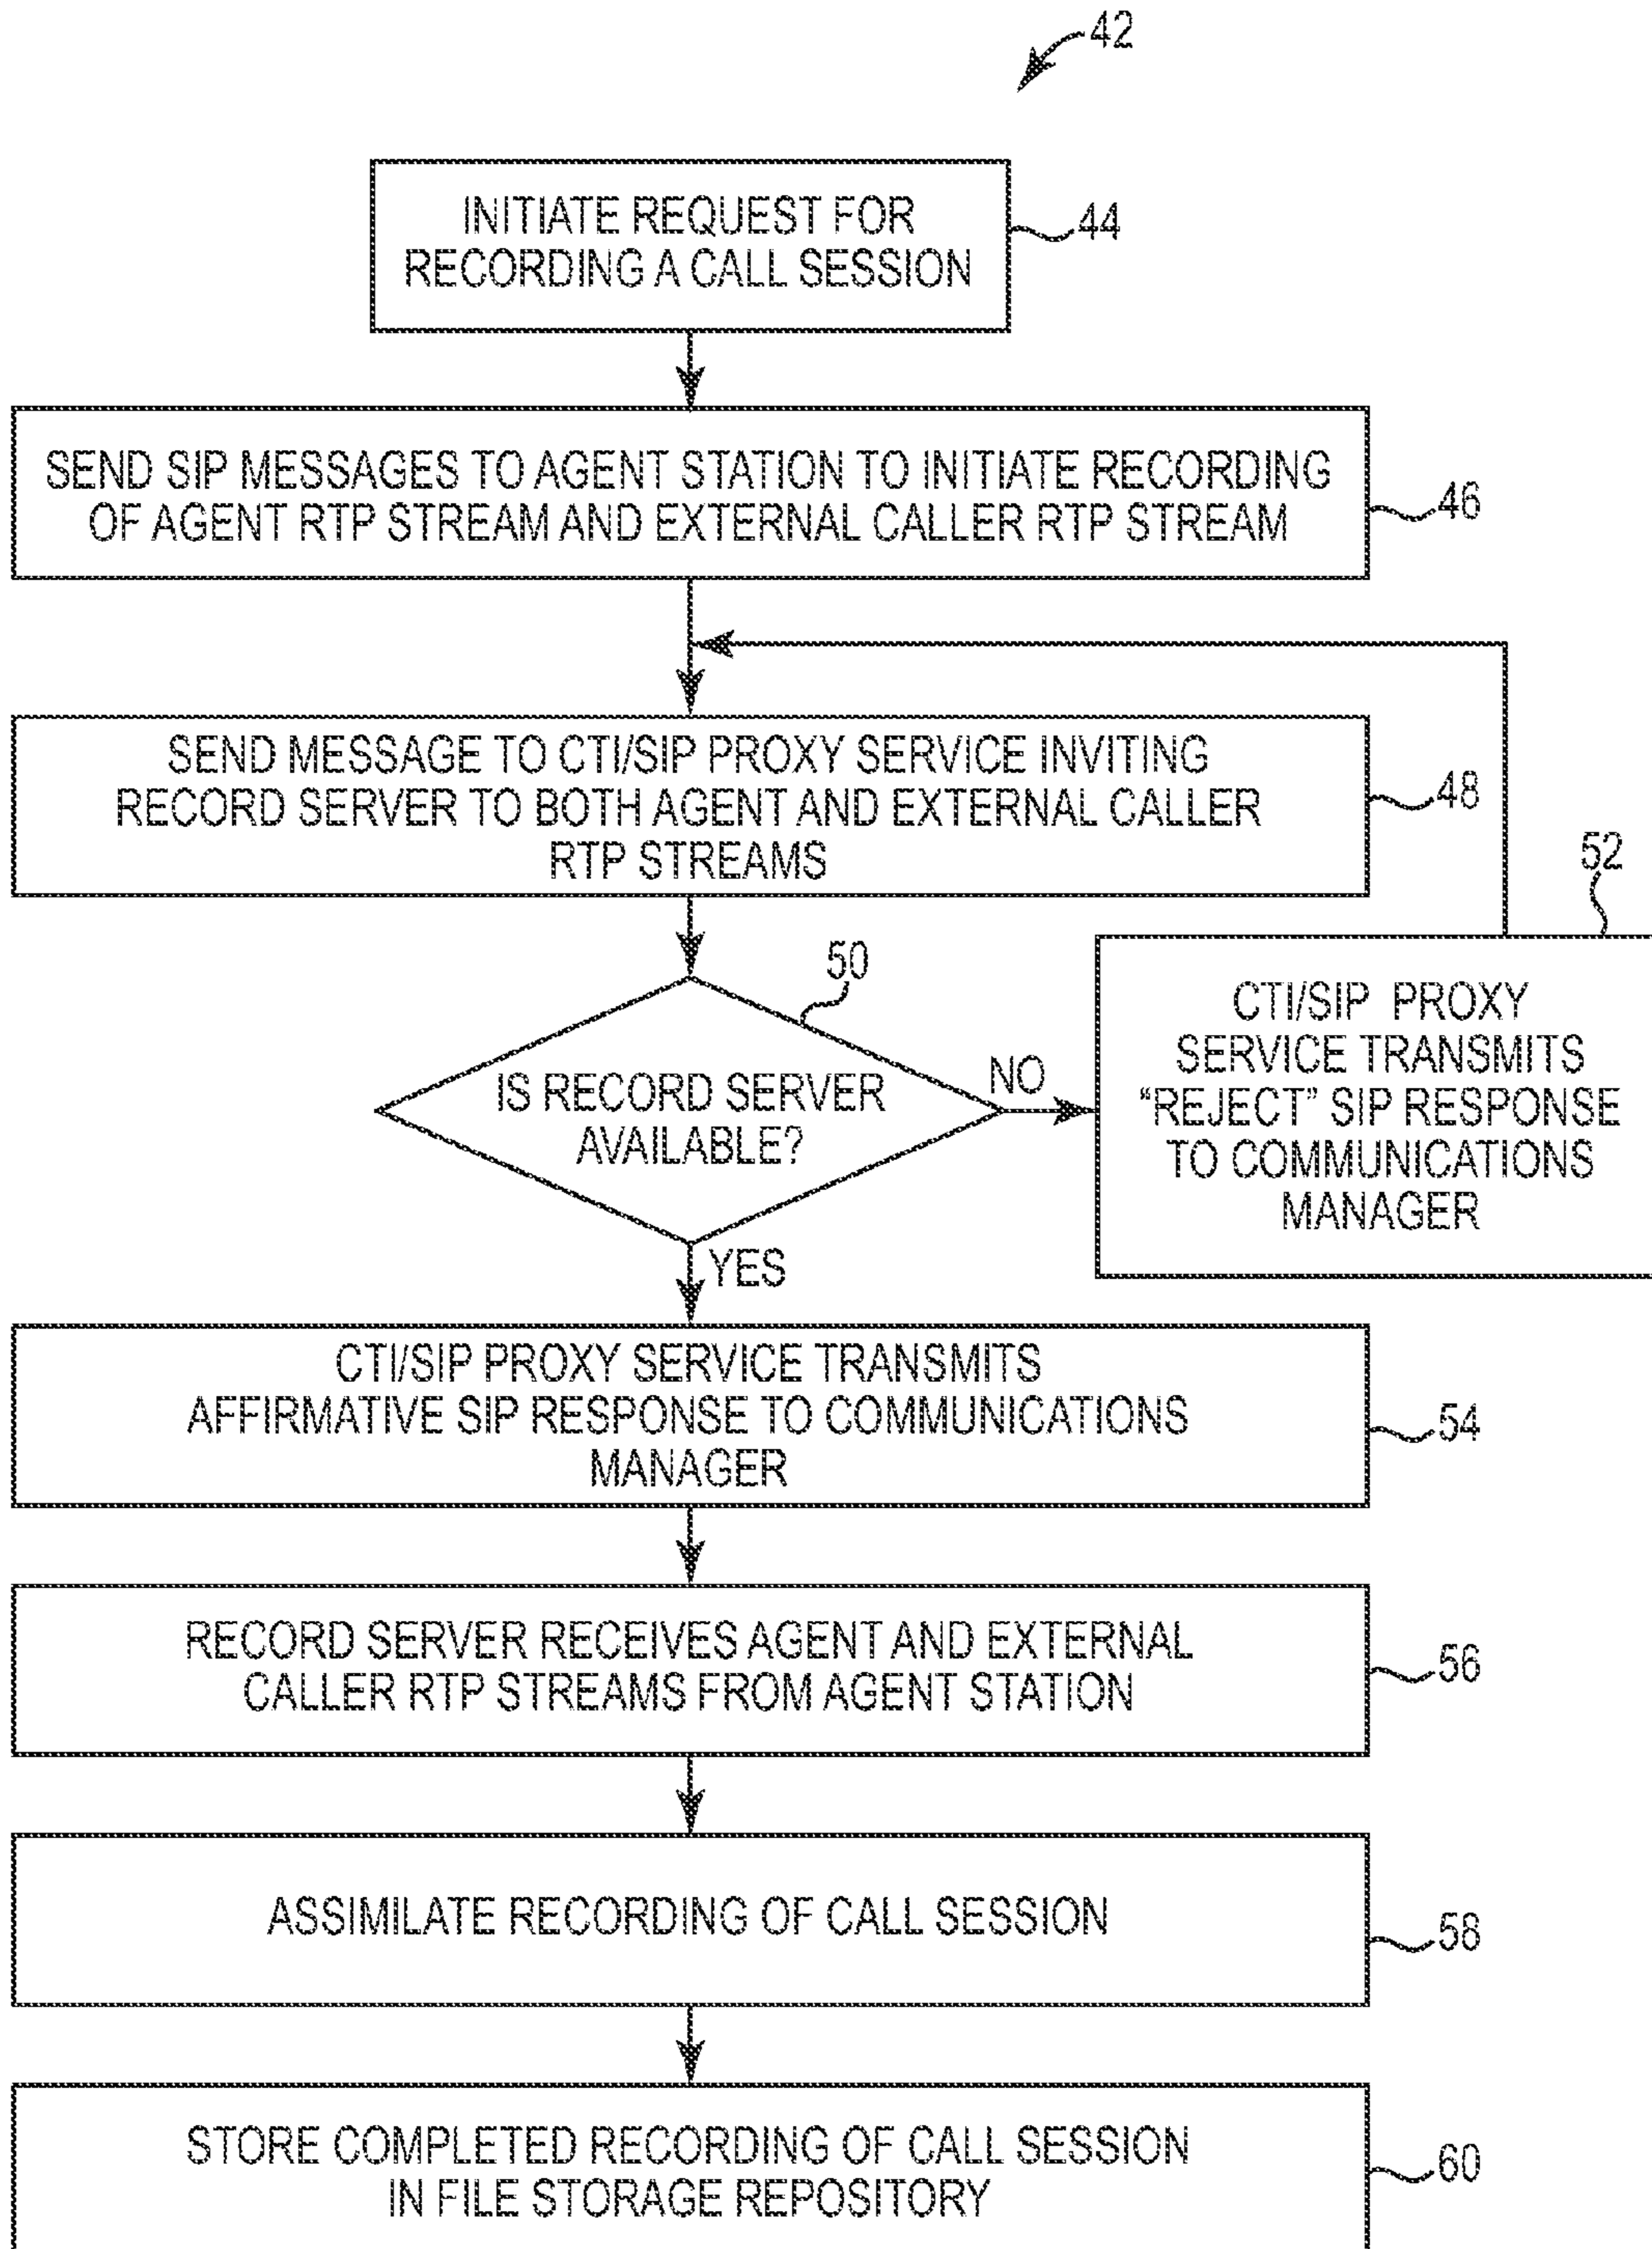 42
INITIATE REQUEST FOR
RECORDING A CALL SESSION
44
SEND SIP MESSAGES TO AGENT STATION TO INITIATE RECORDING
OF AGENT RTP STREAM AND EXTERNAL CALLER RTP STREAM
46
SEND MESSAGE TO CTI/SIP PROXY SERVICE INVITING
RECORD SERVER TO BOTH AGENT AND EXTERNAL CALLER
RTP STREAMS
48
52
50
IS RECORD SERVER
AVAILABLE?
NO
CTI/SIP PROXY
SERVICE TRANSMITS
“REJECT” SIP RESPONSE
TO COMMUNICATIONS
MANAGER
YES
CTI/SIP PROXY SERVICE TRANSMITS
AFFIRMATIVE SIP RESPONSE TO COMMUNICATIONS
MANAGER
54
RECORD SERVER RECEIVES AGENT AND EXTERNAL
CALLER RTP STREAMS FROM AGENT STATION
56
ASSIMILATE RECORDING OF CALL SESSION
58
STORE COMPLETED RECORDING OF CALL SESSION
IN FILE STORAGE REPOSITORY
60